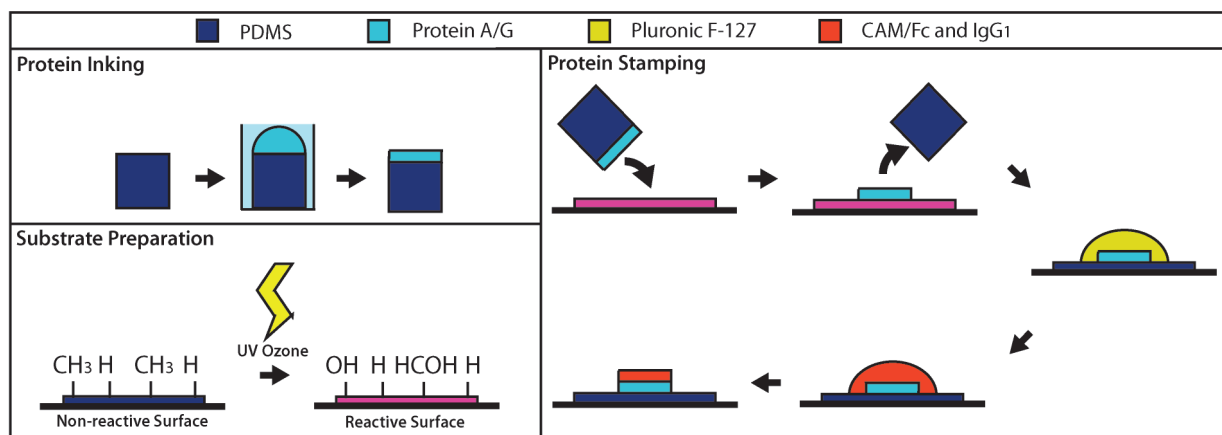 PDMS Protein A/G Pluronic F-127 CAM/Fc and IgG1
Protein Inking
Protein Stamping
Substrate Preparation
UV Ozone
CH3 H CH3 H
OH H HCOH H
Non-reactive Surface
Reactive Surface